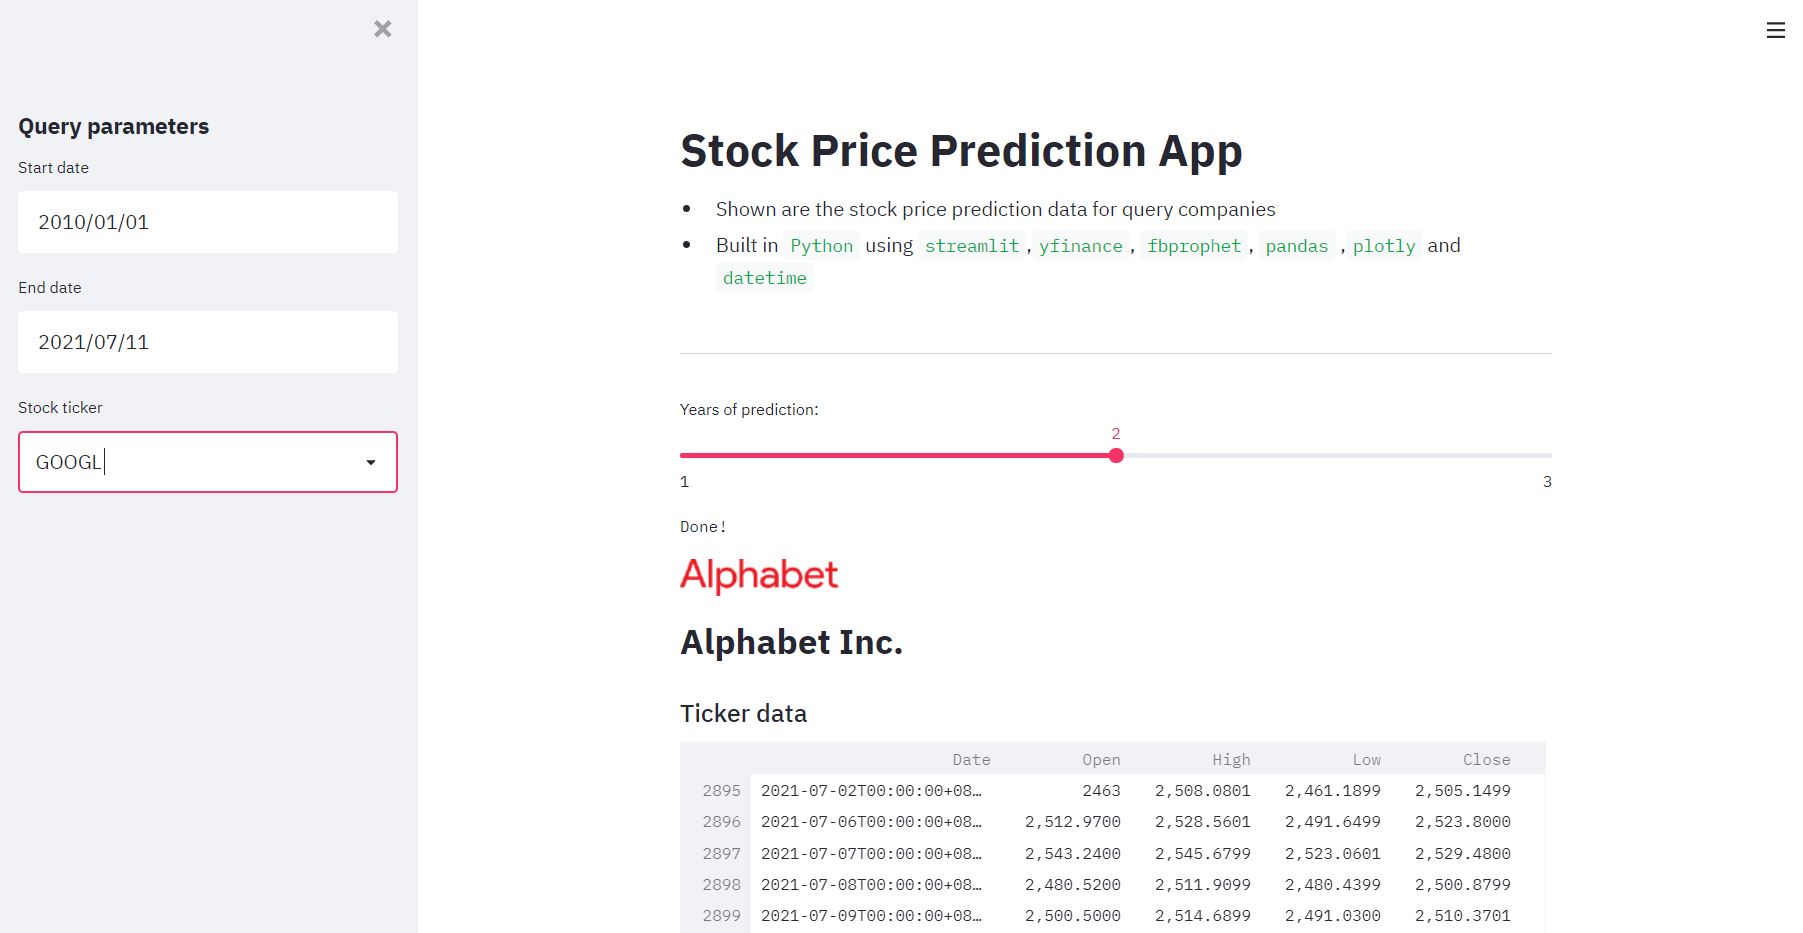 Query parameters
Start date
2010/01/01
End date
2021/07/11
Stock ticker
GOOGL
Stock Price Prediction App
• Shown are the stock price prediction data for query companies
• Built in Python using streamlit, yfinance, fbprophet, pandas ,plotly and
datetime
Years of prediction:
2
1 3
Done!
Alphabet
Alphabet Inc.
Ticker data
Date Open High Low Close
2895 2021-07-02T00:00:00+08… 2463 2,508.0801 2,461.1899 2,505.1499
2896 2021-07-06T00:00:00+08… 2,512.9700 2,528.5601 2,491.6499 2,523.8000
2897 2021-07-07T00:00:00+08… 2,543.2400 2,545.6799 2,523.0601 2,529.4800
2898 2021-07-08T00:00:00+08… 2,480.5200 2,511.9099 2,480.4399 2,500.8799
2899 2021-07-09T00:00:00+08… 2,500.5000 2,514.6899 2,491.0300 2,510.3701